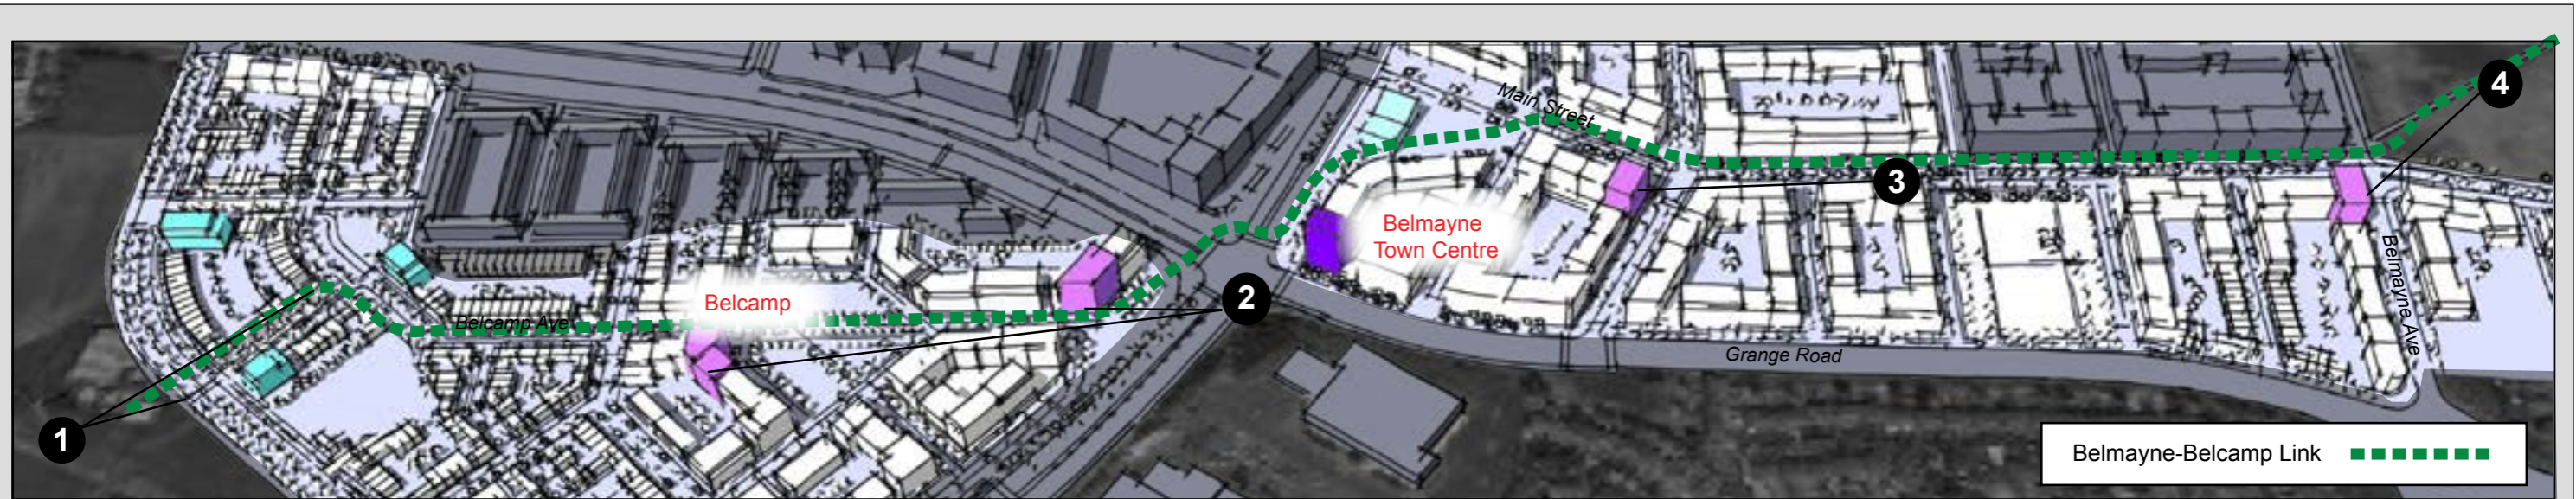 Main Street
4
3
Belmayne
Town Centre
Belmayne Ave
Belcamp
2
Belcamp Ave
Grange Road
1
Belmayne-Belcamp Link